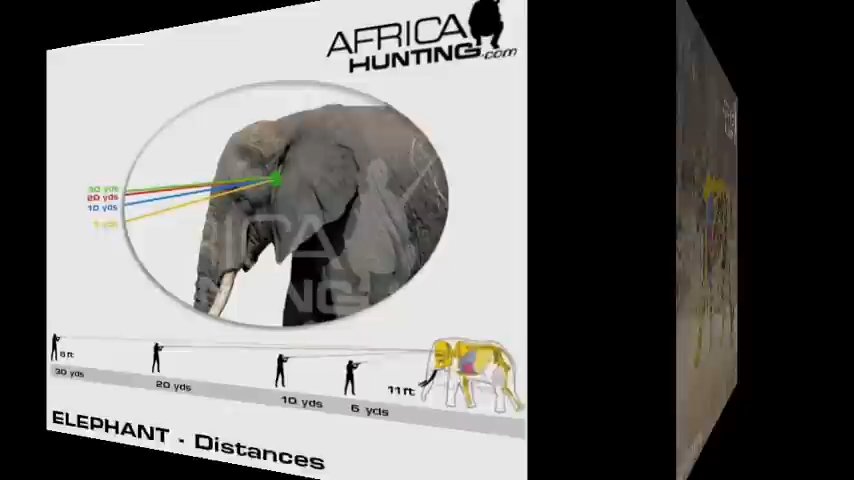 AFRICA
HUNTING.com
30 yds
20 yds
10 yds
6 ft
11 ft
30 yds
20 yds
10 yds
5 yds
ELEPHANT - Distances